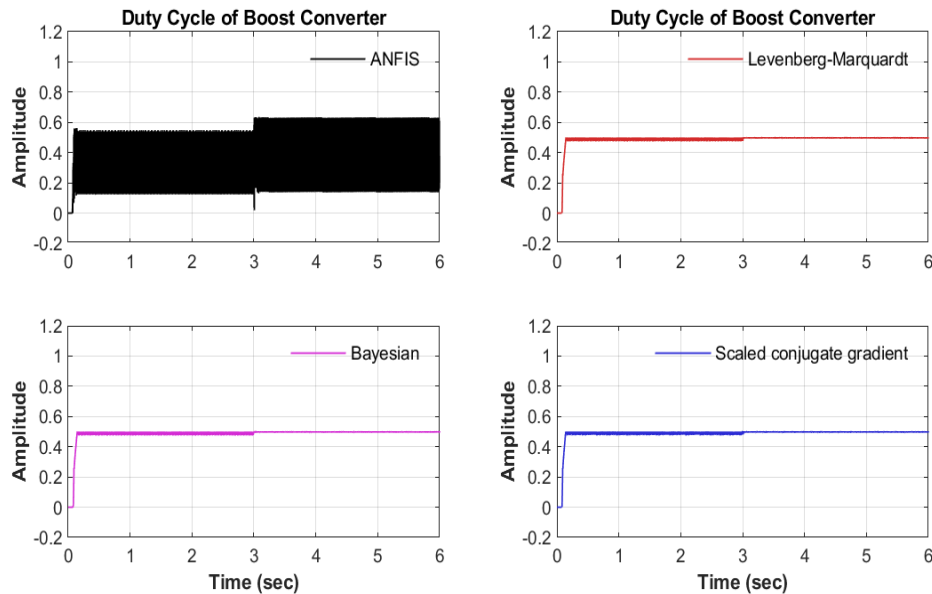 Duty Cycle of Boost Converter
1.2
1
0.8
0.6
0.4
0.2
0
-0.2
Amplitude
ANFIS
0 1 2 3 4 5 6
Duty Cycle of Boost Converter
1.2
1
0.8
0.6
0.4
0.2
0
-0.2
Amplitude
Levenberg-Marquardt
0 1 2 3 4 5 6
1.2
1
0.8
0.6
0.4
0.2
0
-0.2
Amplitude
Bayesian
0 1 2 3 4 5 6
Time (sec)
1.2
1
0.8
0.6
0.4
0.2
0
-0.2
Amplitude
Scaled conjugate gradient
0 1 2 3 4 5 6
Time (sec)